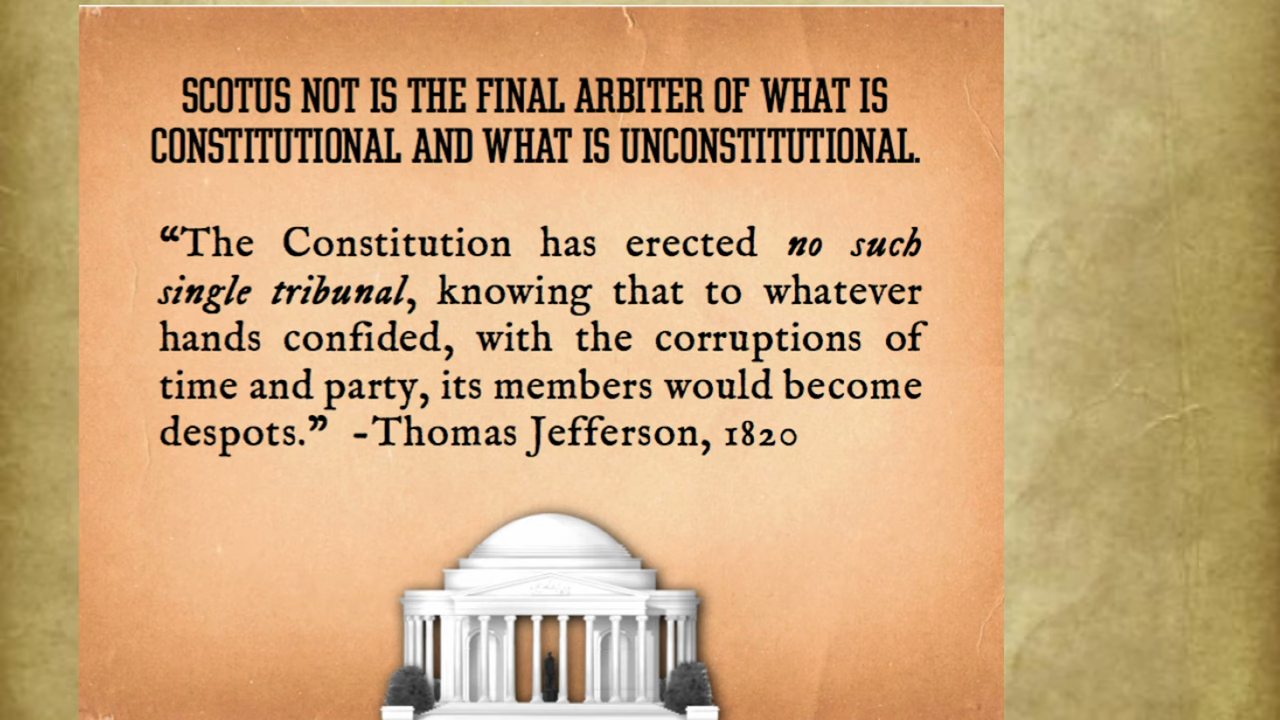 SCOTUS NOT IS THE FINAL ARBITER OF WHAT IS
CONSTITUTIONAL AND WHAT IS UNCONSTITUTIONAL.
“The Constitution has erected no such
single tribunal, knowing that to whatever
hands confided, with the corruptions of
time and party, its members would become
despots.” -Thomas Jefferson, 1820